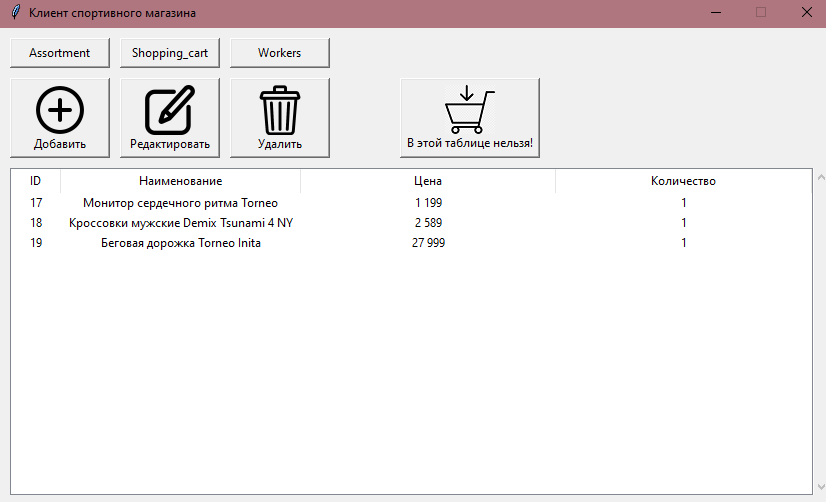 Клиент спортивного магазина
Assortment Shopping_cart Workers
Добавить Редактировать Удалить В этой таблице нельзя!
ID Наименование Цена Количество
17 Монитор сердечного ритма Torneo 1 199 1
18 Кроссовки мужские Demix Tsunami 4 NY 2 589 1
19 Беговая дорожка Torneo Inita 27 999 1